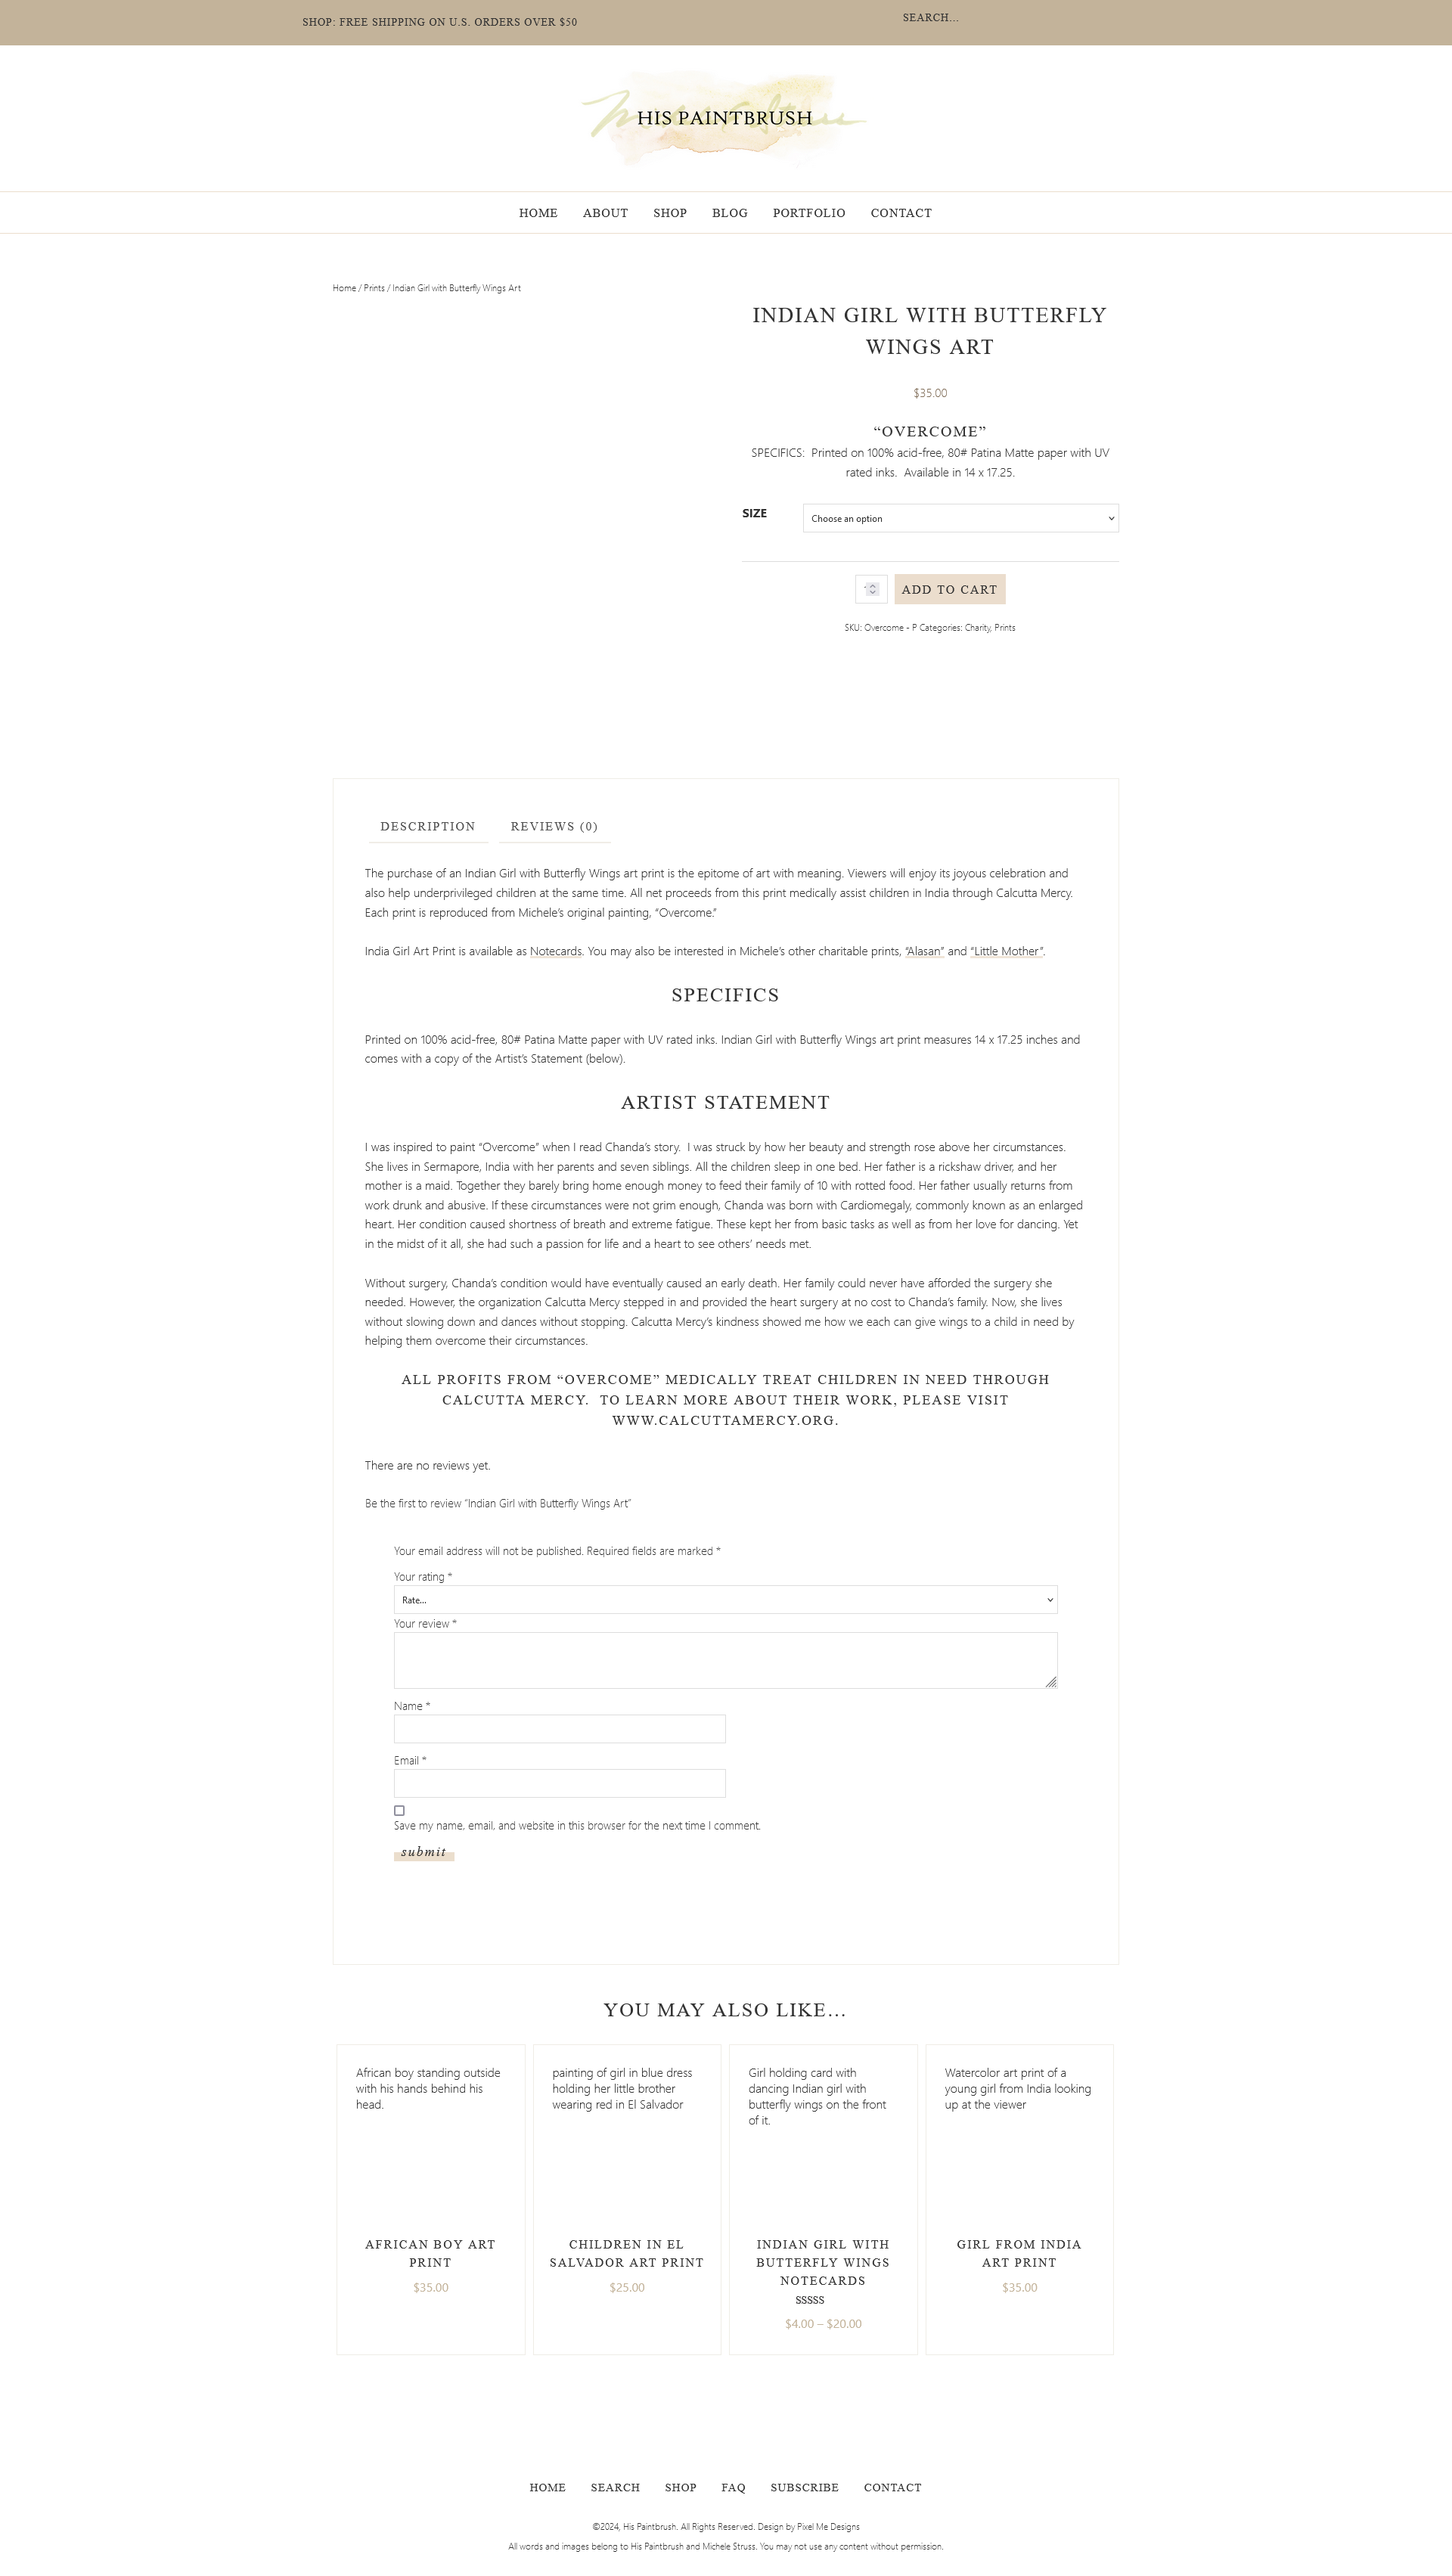 SHOP: FREE SHIPPING ON U.S. ORDERS OVER $50
SEARCH...
HIS PAINTBRUSH
HOME ABOUT SHOP BLOG PORTFOLIO CONTACT
Home / Prints / Indian Girl with Butterfly Wings Art
INDIAN GIRL WITH BUTTERFLY
WINGS ART
$35.00
“OVERCOME”
SPECIFICS:  Printed on 100% acid-free, 80# Patina Matte paper with UV
rated inks.  Available in 14 x 17.25.
SIZE
Choose an option
ADD TO CART
SKU: Overcome - P Categories: Charity, Prints
DESCRIPTION REVIEWS (0)
The purchase of an Indian Girl with Butterfly Wings art print is the epitome of art with meaning. Viewers will enjoy its joyous celebration and
also help underprivileged children at the same time. All net proceeds from this print medically assist children in India through Calcutta Mercy.
Each print is reproduced from Michele’s original painting, “Overcome.”
India Girl Art Print is available as Notecards. You may also be interested in Michele’s other charitable prints, “Alasan” and “Little Mother”.
SPECIFICS
Printed on 100% acid-free, 80# Patina Matte paper with UV rated inks. Indian Girl with Butterfly Wings art print measures 14 x 17.25 inches and
comes with a copy of the Artist’s Statement (below).
ARTIST STATEMENT
I was inspired to paint “Overcome” when I read Chanda’s story.  I was struck by how her beauty and strength rose above her circumstances.
She lives in Sermapore, India with her parents and seven siblings. All the children sleep in one bed. Her father is a rickshaw driver, and her
mother is a maid. Together they barely bring home enough money to feed their family of 10 with rotted food. Her father usually returns from
work drunk and abusive. If these circumstances were not grim enough, Chanda was born with Cardiomegaly, commonly known as an enlarged
heart. Her condition caused shortness of breath and extreme fatigue. These kept her from basic tasks as well as from her love for dancing. Yet
in the midst of it all, she had such a passion for life and a heart to see others’ needs met.
Without surgery, Chanda’s condition would have eventually caused an early death. Her family could never have afforded the surgery she
needed. However, the organization Calcutta Mercy stepped in and provided the heart surgery at no cost to Chanda’s family. Now, she lives
without slowing down and dances without stopping. Calcutta Mercy’s kindness showed me how we each can give wings to a child in need by
helping them overcome their circumstances.
ALL PROFITS FROM “OVERCOME” MEDICALLY TREAT CHILDREN IN NEED THROUGH
CALCUTTA MERCY.  TO LEARN MORE ABOUT THEIR WORK, PLEASE VISIT
WWW.CALCUTTAMERCY.ORG.
There are no reviews yet.
Be the first to review “Indian Girl with Butterfly Wings Art”
Your email address will not be published. Required fields are marked *
Your rating *
Rate...
Your review *
Name *
Email *
Save my name, email, and website in this browser for the next time I comment.
submit
YOU MAY ALSO LIKE...
African boy standing outside
with his hands behind his
head.
AFRICAN BOY ART
PRINT
$35.00
painting of girl in blue dress
holding her little brother
wearing red in El Salvador
CHILDREN IN EL
SALVADOR ART PRINT
$25.00
Girl holding card with
dancing Indian girl with
butterfly wings on the front
of it.
INDIAN GIRL WITH
BUTTERFLY WINGS
NOTECARDS
SSSSS
$4.00 – $20.00
Watercolor art print of a
young girl from India looking
up at the viewer
GIRL FROM INDIA
ART PRINT
$35.00
HOME SEARCH SHOP FAQ SUBSCRIBE CONTACT
©2024, His Paintbrush. All Rights Reserved. Design by Pixel Me Designs
All words and images belong to His Paintbrush and Michele Struss. You may not use any content without permission.